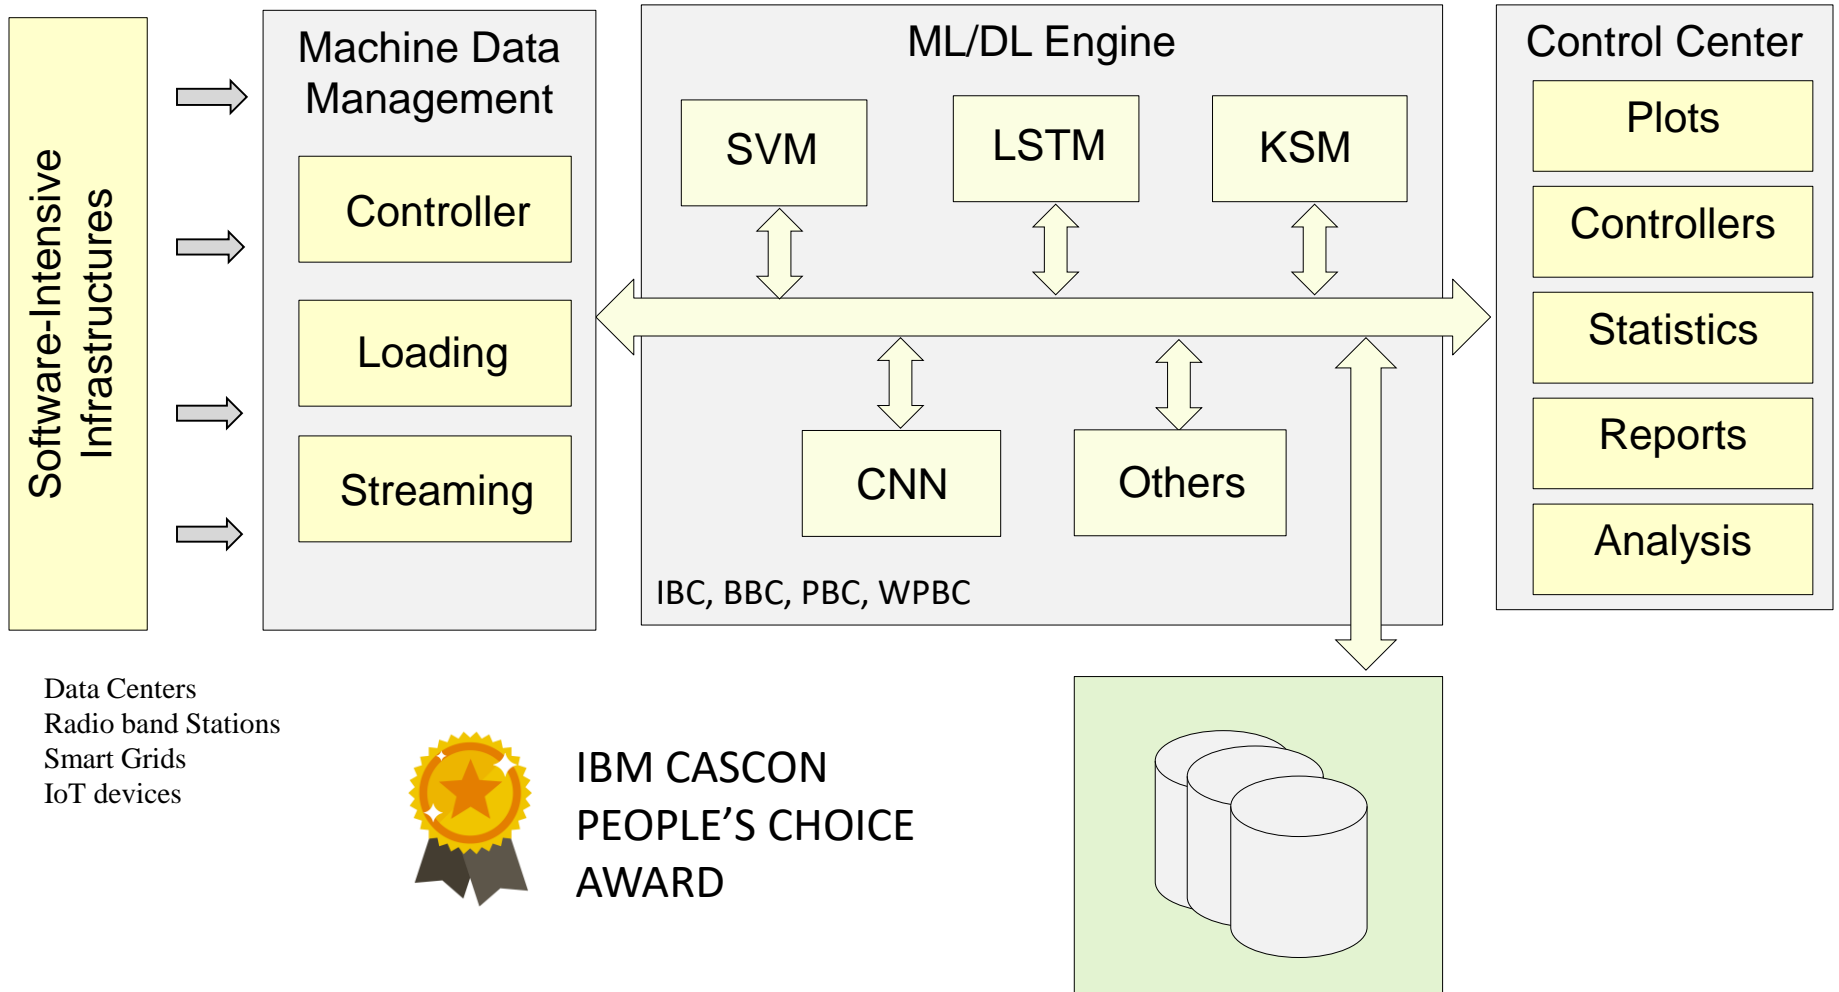 Software-Intensive
Infrastructures
Machine Data
Management
Controller
Loading
Streaming
ML/DL Engine
SVM
LSTM
KSM
CNN
Others
IBC, BBC, PBC, WPBC
Control Center
Plots
Controllers
Statistics
Reports
Analysis
Data Centers
Radio band Stations
Smart Grids
IoT devices
IBM CASCON
PEOPLE’S CHOICE
AWARD